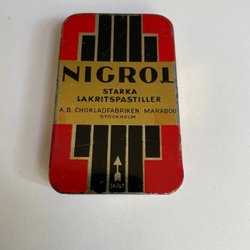 NIGROL
STARKA
LAKRITSPASTILLER
A.B. CHOKLADFABRIKEN MARABOU
STOCKHOLM